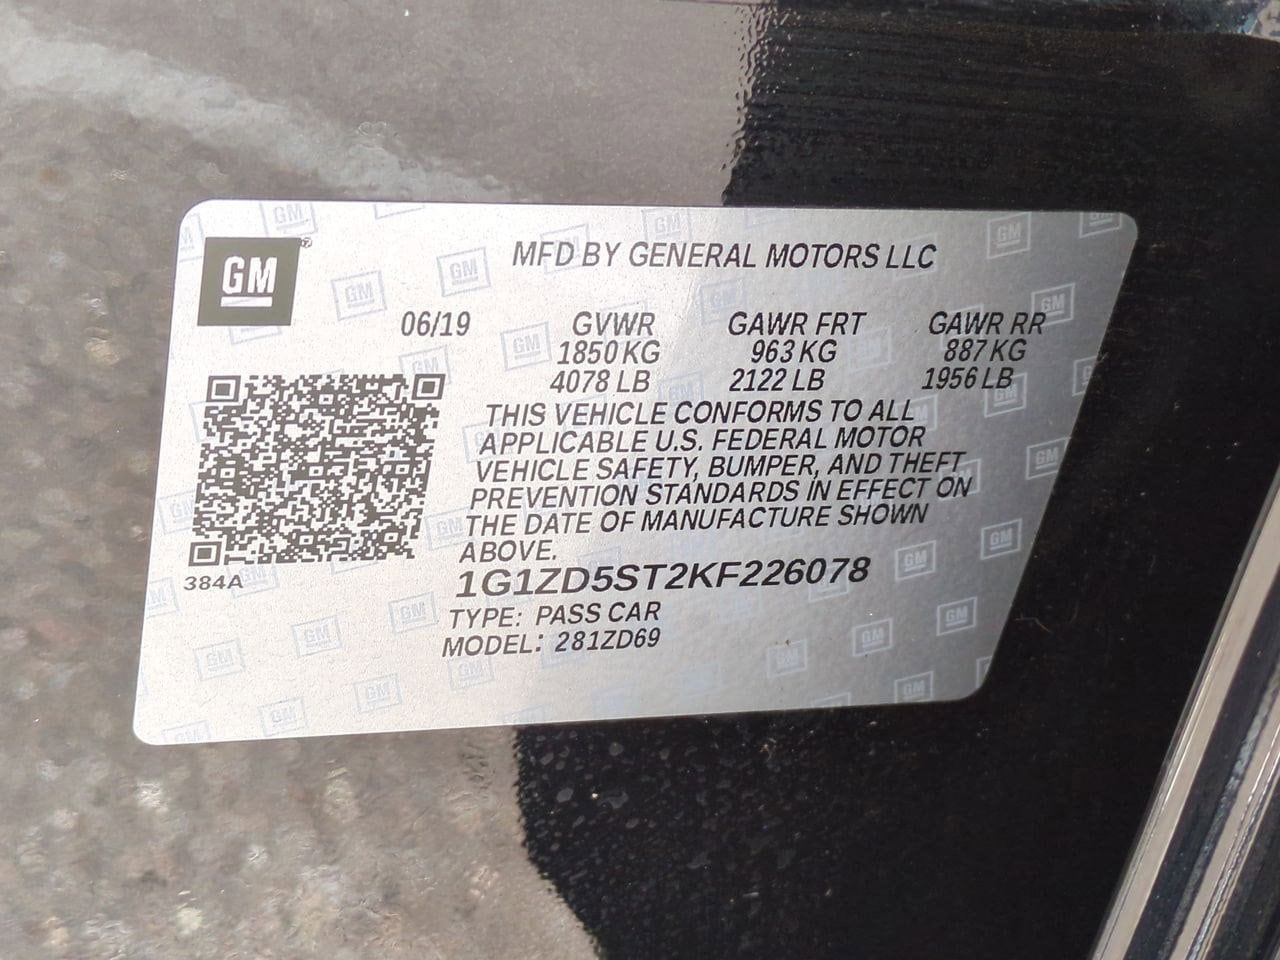 GM
MFD BY GENERAL MOTORS LLC
06/19 GVWR GAWR FRT GAWR RR
1850 KG 963 KG 887 KG
4078 LB 2122 LB 1956 LB
THIS VEHICLE CONFORMS TO ALL
APPLICABLE U.S. FEDERAL MOTOR
VEHICLE SAFETY, BUMPER, AND THEFT
PREVENTION STANDARDS IN EFFECT ON
THE DATE OF MANUFACTURE SHOWN
ABOVE.
384A
1G1ZD5ST2KF226078
TYPE: PASS CAR
MODEL: 281ZD69